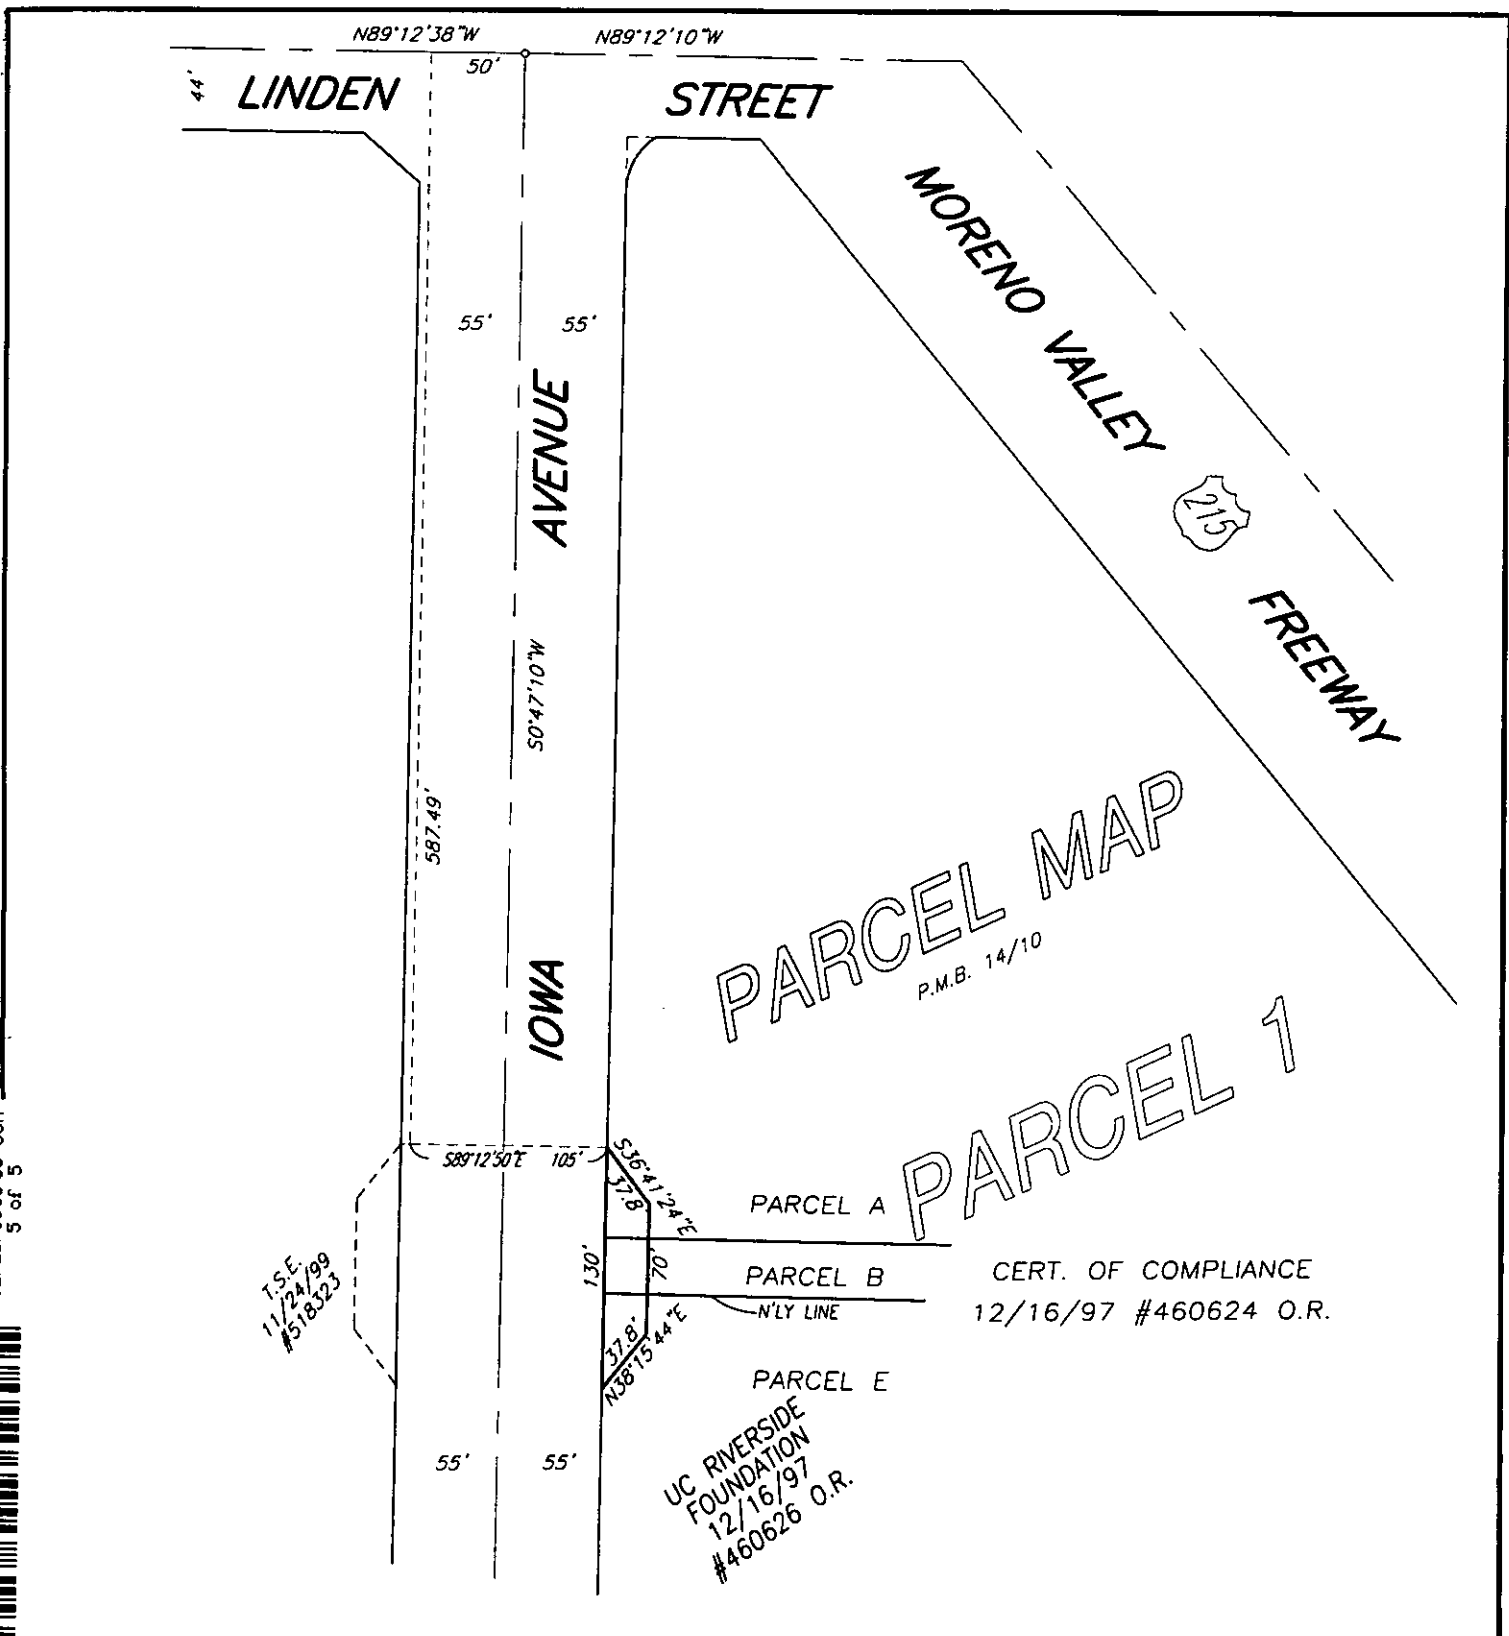 N89°12'38"W
N89°12'10"W
50'
44'
LINDEN
STREET
MORENO VALLEY
215
FREEWAY
55'
55'
AVENUE
S0°47'10"W
587.49'
IOWA
PARCEL MAP
P.M.B. 14/10
PARCEL 1
S89°12'50"E 105'
S36°41'24"E
37.8'
PARCEL A
130'
70'
PARCEL B
CERT. OF COMPLIANCE
12/16/97 #460624 O.R.
N'LY LINE
T.S.E.
11/24/99
#518323
37.8'
N38°15'44"E
PARCEL E
55'
55'
UC RIVERSIDE
FOUNDATION
12/16/97
#460626 O.R.
5 of 5